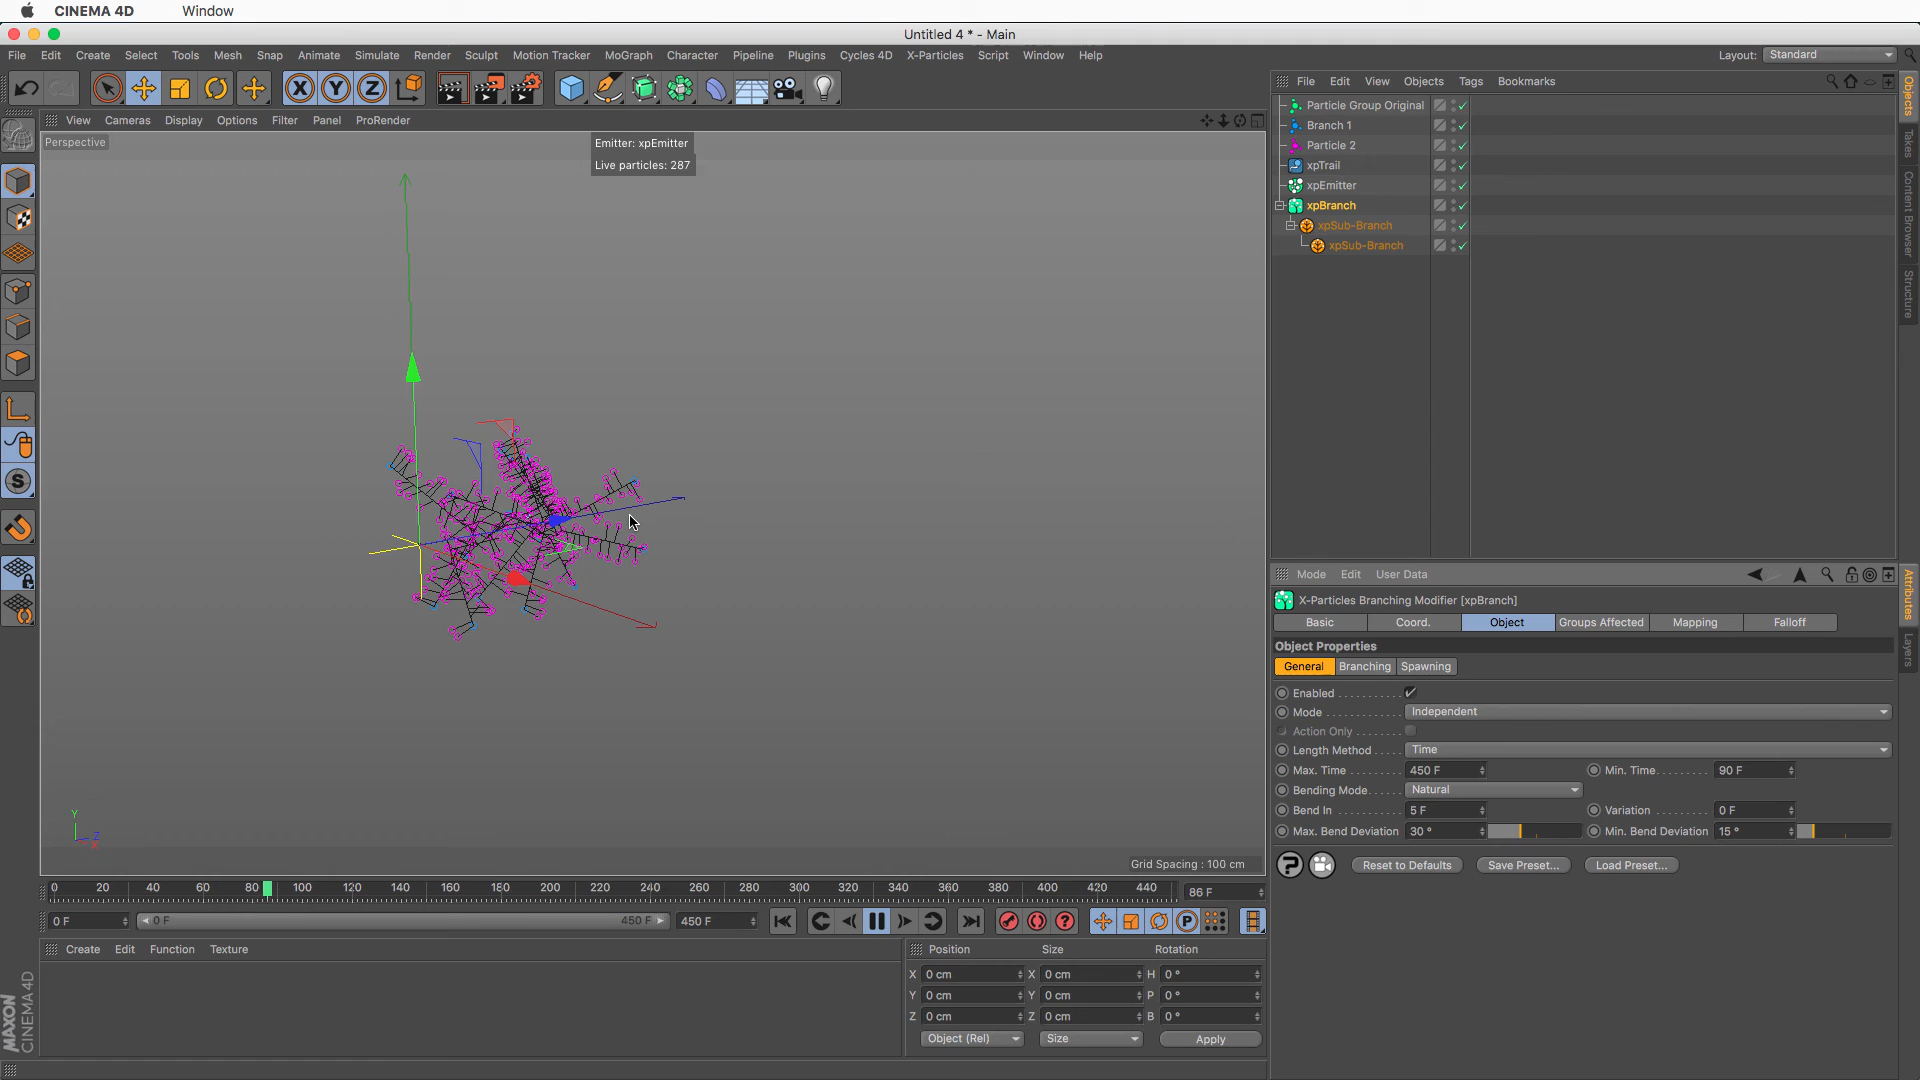 CINEMA 4D Window
Untitled 4 * - Main
File Edit Create Select Tools Mesh Snap Animate Simulate Render Sculpt Motion Tracker MoGraph Character Pipeline Plugins Cycles 4D X-Particles Script Window Help Layout: Standard
X Y Z
File Edit View Objects Tags Bookmarks
View Cameras Display Options Filter Panel ProRender
Perspective
Emitter: xpEmitter
Live particles: 287
Y
Z
X
Grid Spacing : 100 cm
Particle Group Original
Branch 1
Particle 2
xpTrail
xpEmitter
xpBranch
xpSub-Branch
xpSub-Branch
Objects
Takes
Content Browser
Structure
Mode Edit User Data
X-Particles Branching Modifier [xpBranch]
Basic Coord. Object Groups Affected Mapping Falloff
Object Properties
General Branching Spawning
Enabled
Mode Independent
Action Only
Length Method Time
Max. Time 450 F Min. Time 90 F
Bending Mode Natural
Bend In 5 F Variation 0 F
Max. Bend Deviation 30 ° Min. Bend Deviation 15 °
Reset to Defaults Save Preset... Load Preset...
Attributes
Layers
0 20 40 60 80 100 120 140 160 180 200 220 240 260 280 300 320 340 360 380 400 420 440 86 F
0 F 0 F 450 F 450 F
P
Create Edit Function Texture
Position Size Rotation
X 0 cm X 0 cm H 0 °
Y 0 cm Y 0 cm P 0 °
Z 0 cm Z 0 cm B 0 °
Object (Rel) Size Apply
MAXON
CINEMA 4D